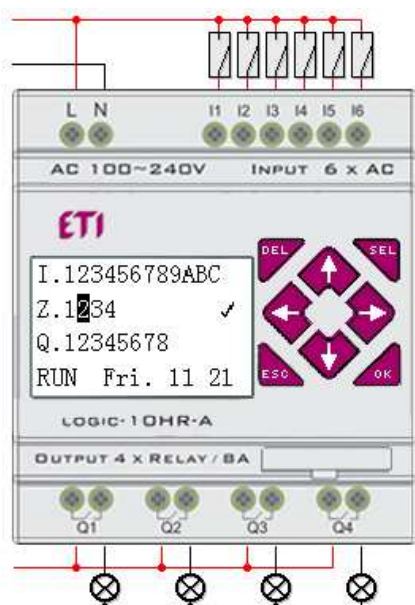 L N I1 I2 I3 I4 I5 I6
AC 100~240V INPUT 6 x AC
ETI
DEL SEL
I.123456789ABC
Z.1234 ✓
Q.12345678
RUN Fri. 11 21
ESC OK
LOGIC-10HR-A
OUTPUT 4 x RELAY / 8A
Q1 Q2 Q3 Q4